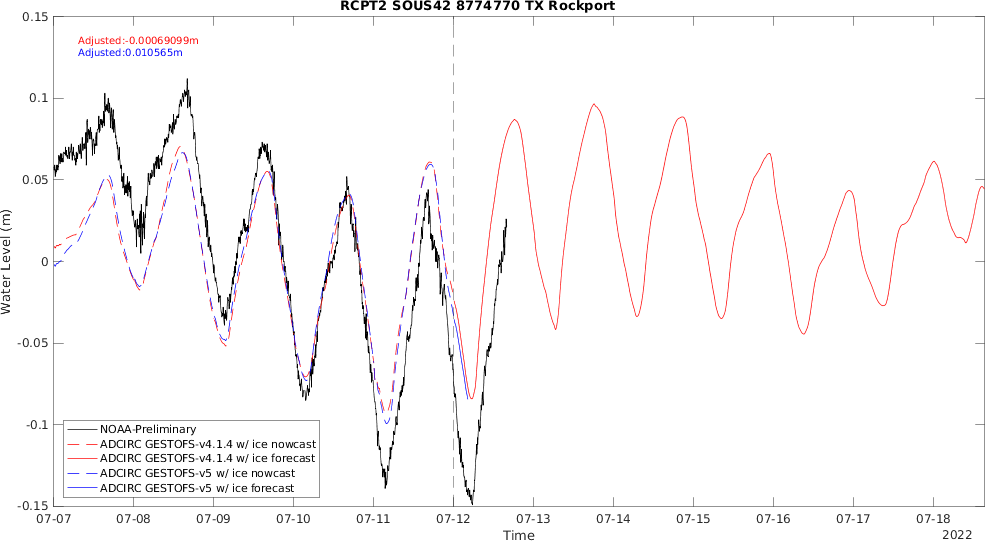 RCPT2 SOUS42 8774770 TX Rockport
0.15
Adjusted:-0.00069099m
Adjusted:0.010565m
0.1
0.05
0
-0.05
-0.1
-0.15
Water Level (m)
NOAA-Preliminary
ADCIRC GESTOFS-v4.1.4 w/ ice nowcast
ADCIRC GESTOFS-v4.1.4 w/ ice forecast
ADCIRC GESTOFS-v5 w/ ice nowcast
ADCIRC GESTOFS-v5 w/ ice forecast
07-07 07-08 07-09 07-10 07-11 07-12 07-13 07-14 07-15 07-16 07-17 07-18
Time
2022